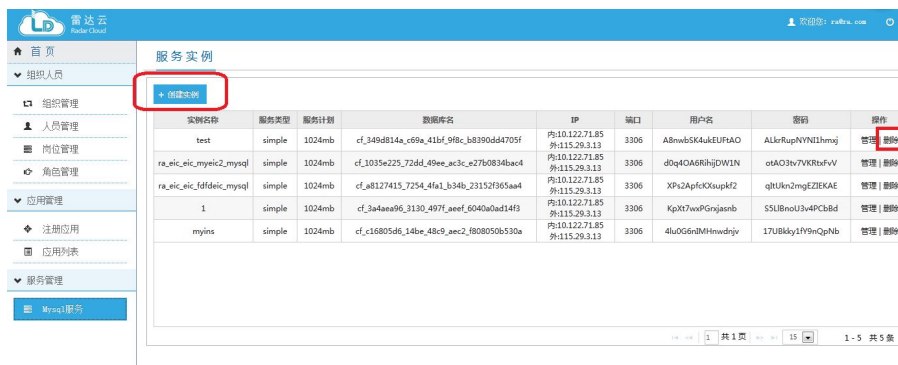 雷达云
Radar Cloud
欢迎您: ra@ra.com
首页
组织人员
组织管理
人员管理
岗位管理
角色管理
应用管理
注册应用
应用列表
服务管理
Mysql服务
服务实例
+ 创建实例
实例名称 服务类型 服务计划 数据库名 IP 端口 用户名 密码 操作
test simple 1024mb cf_349d814a_c69a_41bf_9f8c_b8390dd4705f 内:10.122.71.85 外:115.29.3.13 3306 A8nwbSK4ukEUFtAO ALkrRupNYNI1hmxj 管理 | 删除
ra_eic_eic_myeic2_mysql simple 1024mb cf_1035e225_72dd_49ee_ac3c_e27b0834bac4 内:10.122.71.85 外:115.29.3.13 3306 d0q4OA6RihijDW1N otAO3tv7VKRtxFvV 管理 | 删除
ra_eic_eic_fdfdeic_mysql simple 1024mb cf_a8127415_7254_4fa1_b34b_23152f365aa4 内:10.122.71.85 外:115.29.3.13 3306 XPs2ApfcKXsupkf2 qltUkn2mgEZIEKAE 管理 | 删除
1 simple 1024mb cf_3a4aea96_3130_497f_aeef_6040a0ad14f3 内:10.122.71.85 外:115.29.3.13 3306 KpXt7wxPGrxjasnb S5LlBnoU3v4PCbBd 管理 | 删除
myins simple 1024mb cf_c16805d6_14be_48c9_aec2_f808050b530a 内:10.122.71.85 外:115.29.3.13 3306 4lu0G6nIMHnwdnjv 17UBkky1fY9nQpNb 管理 | 删除
1 共1页 15 1 - 5 共5条